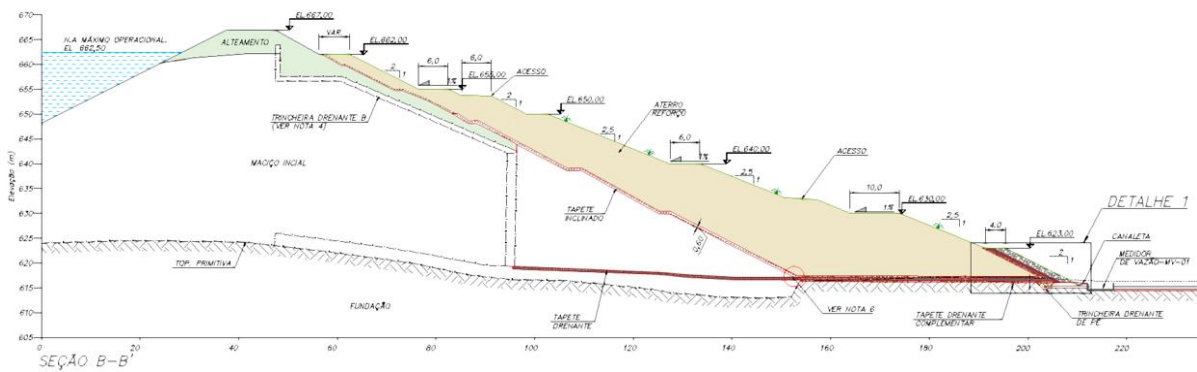 670
665
660
655
650
645
640
635
630
625
620
615
610
605
Elevação (m)
N.A MÁXIMO OPERACIONAL.
EL 662,50
ALTEAMENTO
EL.667,00
VAR.
EL.662,00
2
1
6,0
1%
EL.655,00
6,0
ACESSO
2
1
EL.650,00
TRINCHEIRA DRENANTE B
(VER NOTA 4)
2,5
1
ATERRO
REFORÇO
6,0
1%
EL.640,00
2,5
1
ACESSO
10,0
1%
EL.630,00
2,5
1
DETALHE 1
4,0
EL.623,00
2
1
CANALETA
MEDIDOR
DE VAZÃO-MV-01
MACIÇO INCIAL
TAPETE
INCLINADO
0,60
TOP. PRIMITIVA
FUNDAÇÃO
TAPETE
DRENANTE
VER NOTA 6
TAPETE DRENANTE
COMPLEMENTAR
TRINCHEIRA DRENANTE
DE PÉ
0 20 40 60 80 100 120 140 160 180 200 220
SEÇÃO B-B'